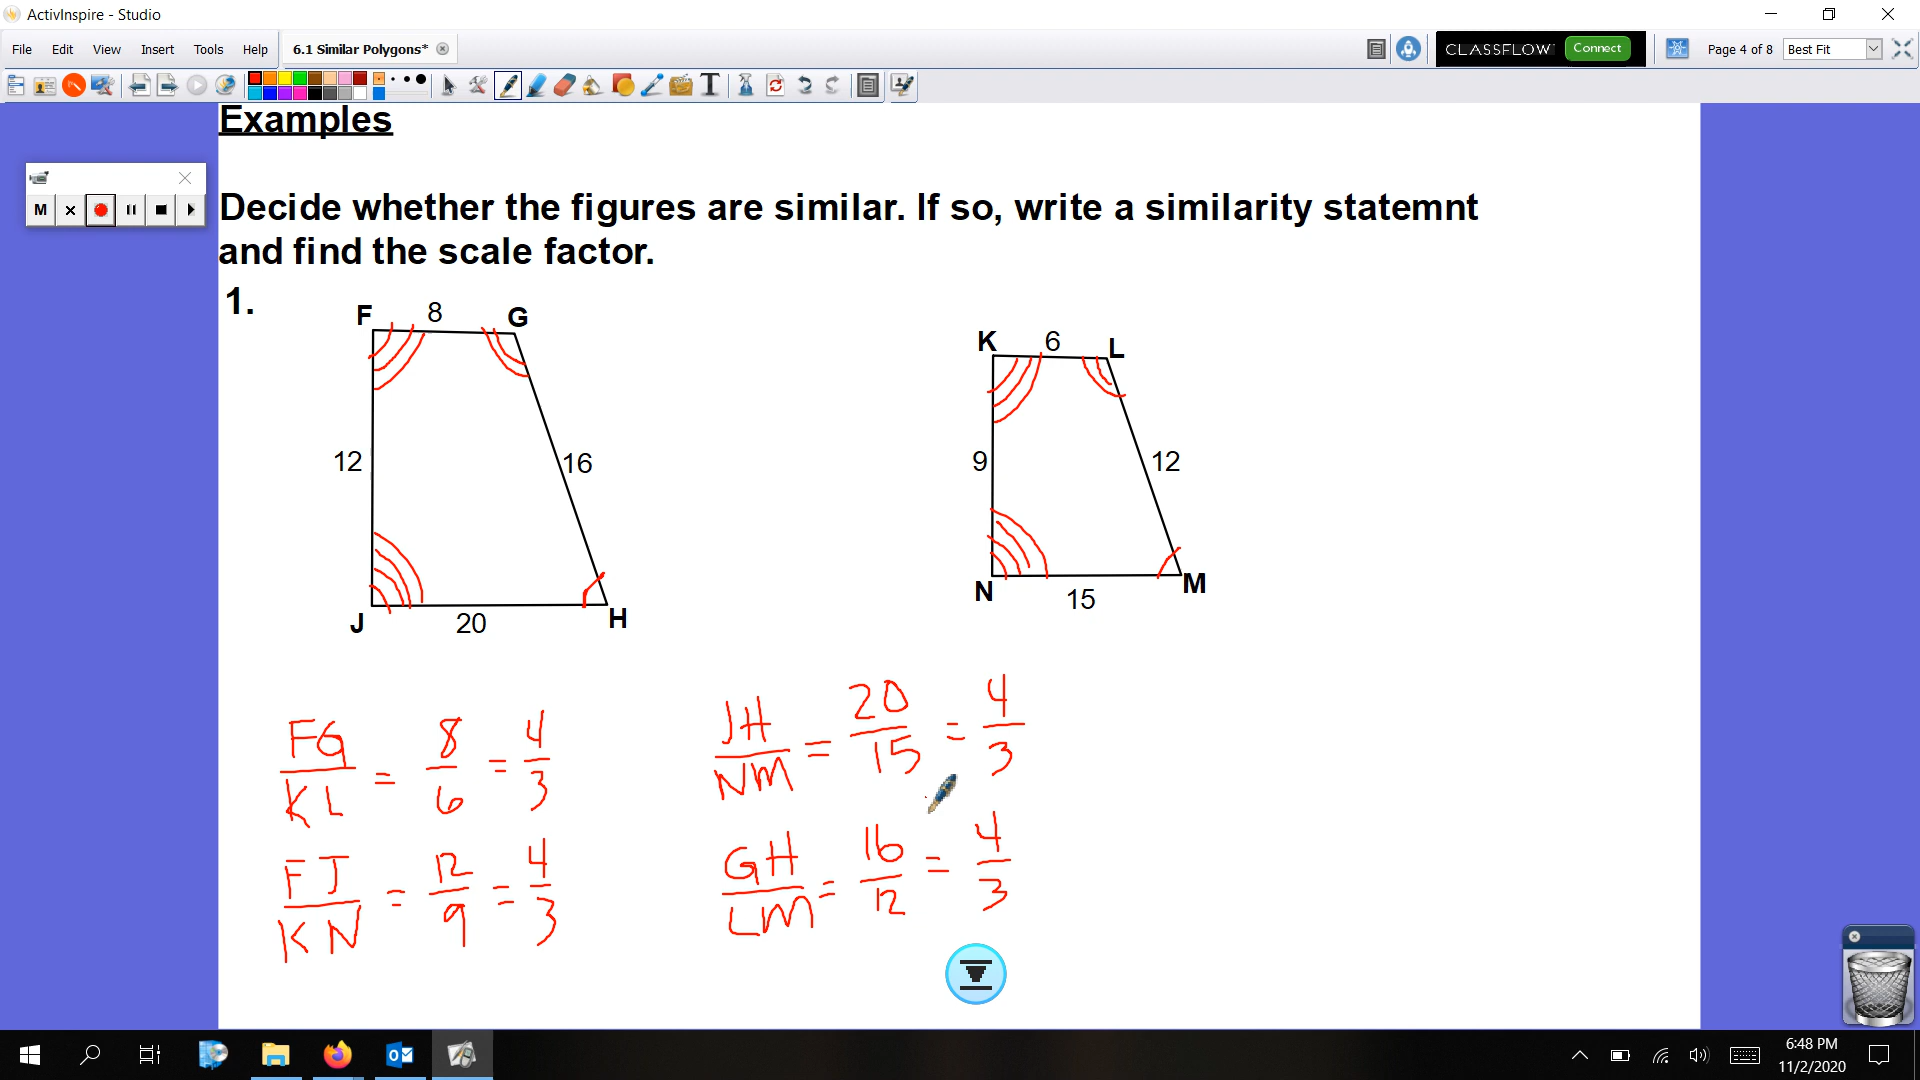 ActivInspire - Studio
File Edit View Insert Tools Help
6.1 Similar Polygons*
CLASSFLOW Connect
Page 4 of 8 Best Fit
M
Examples
Decide whether the figures are similar. If so, write a similarity statemnt
and find the scale factor.
1.
F 8 G
12 16
J 20 H
K 6 L
9 12
N 15 M
FG/KL = 8/6 = 4/3
FJ/KN = 12/9 = 4/3
JH/NM = 20/15 = 4/3
GH/LM = 16/12 = 4/3
6:48 PM
11/2/2020